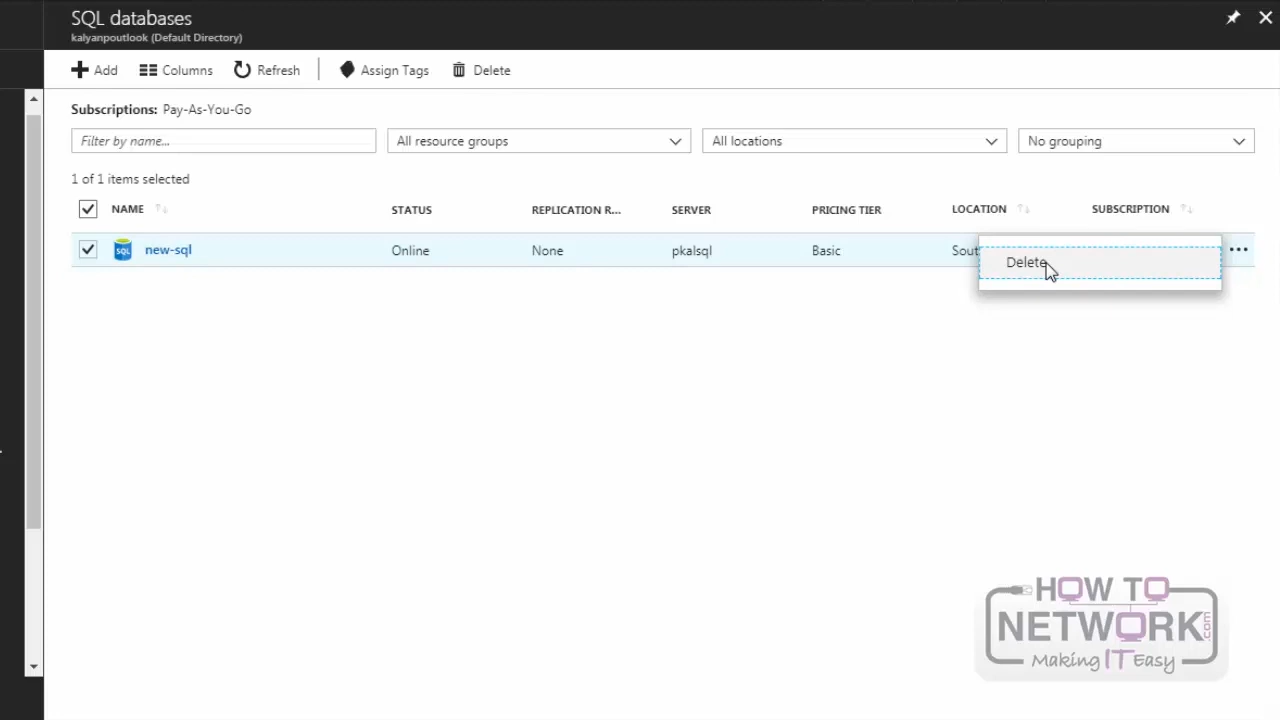 SQL databases
kalyanpoutlook (Default Directory)
Add Columns Refresh Assign Tags Delete
Subscriptions: Pay-As-You-Go
Filter by name... All resource groups All locations No grouping
1 of 1 items selected
NAME STATUS REPLICATION R... SERVER PRICING TIER LOCATION SUBSCRIPTION
SQL new-sql Online None pkalsql Basic Sout
Delete
HOW TO
NETWORK.com
Making IT Easy